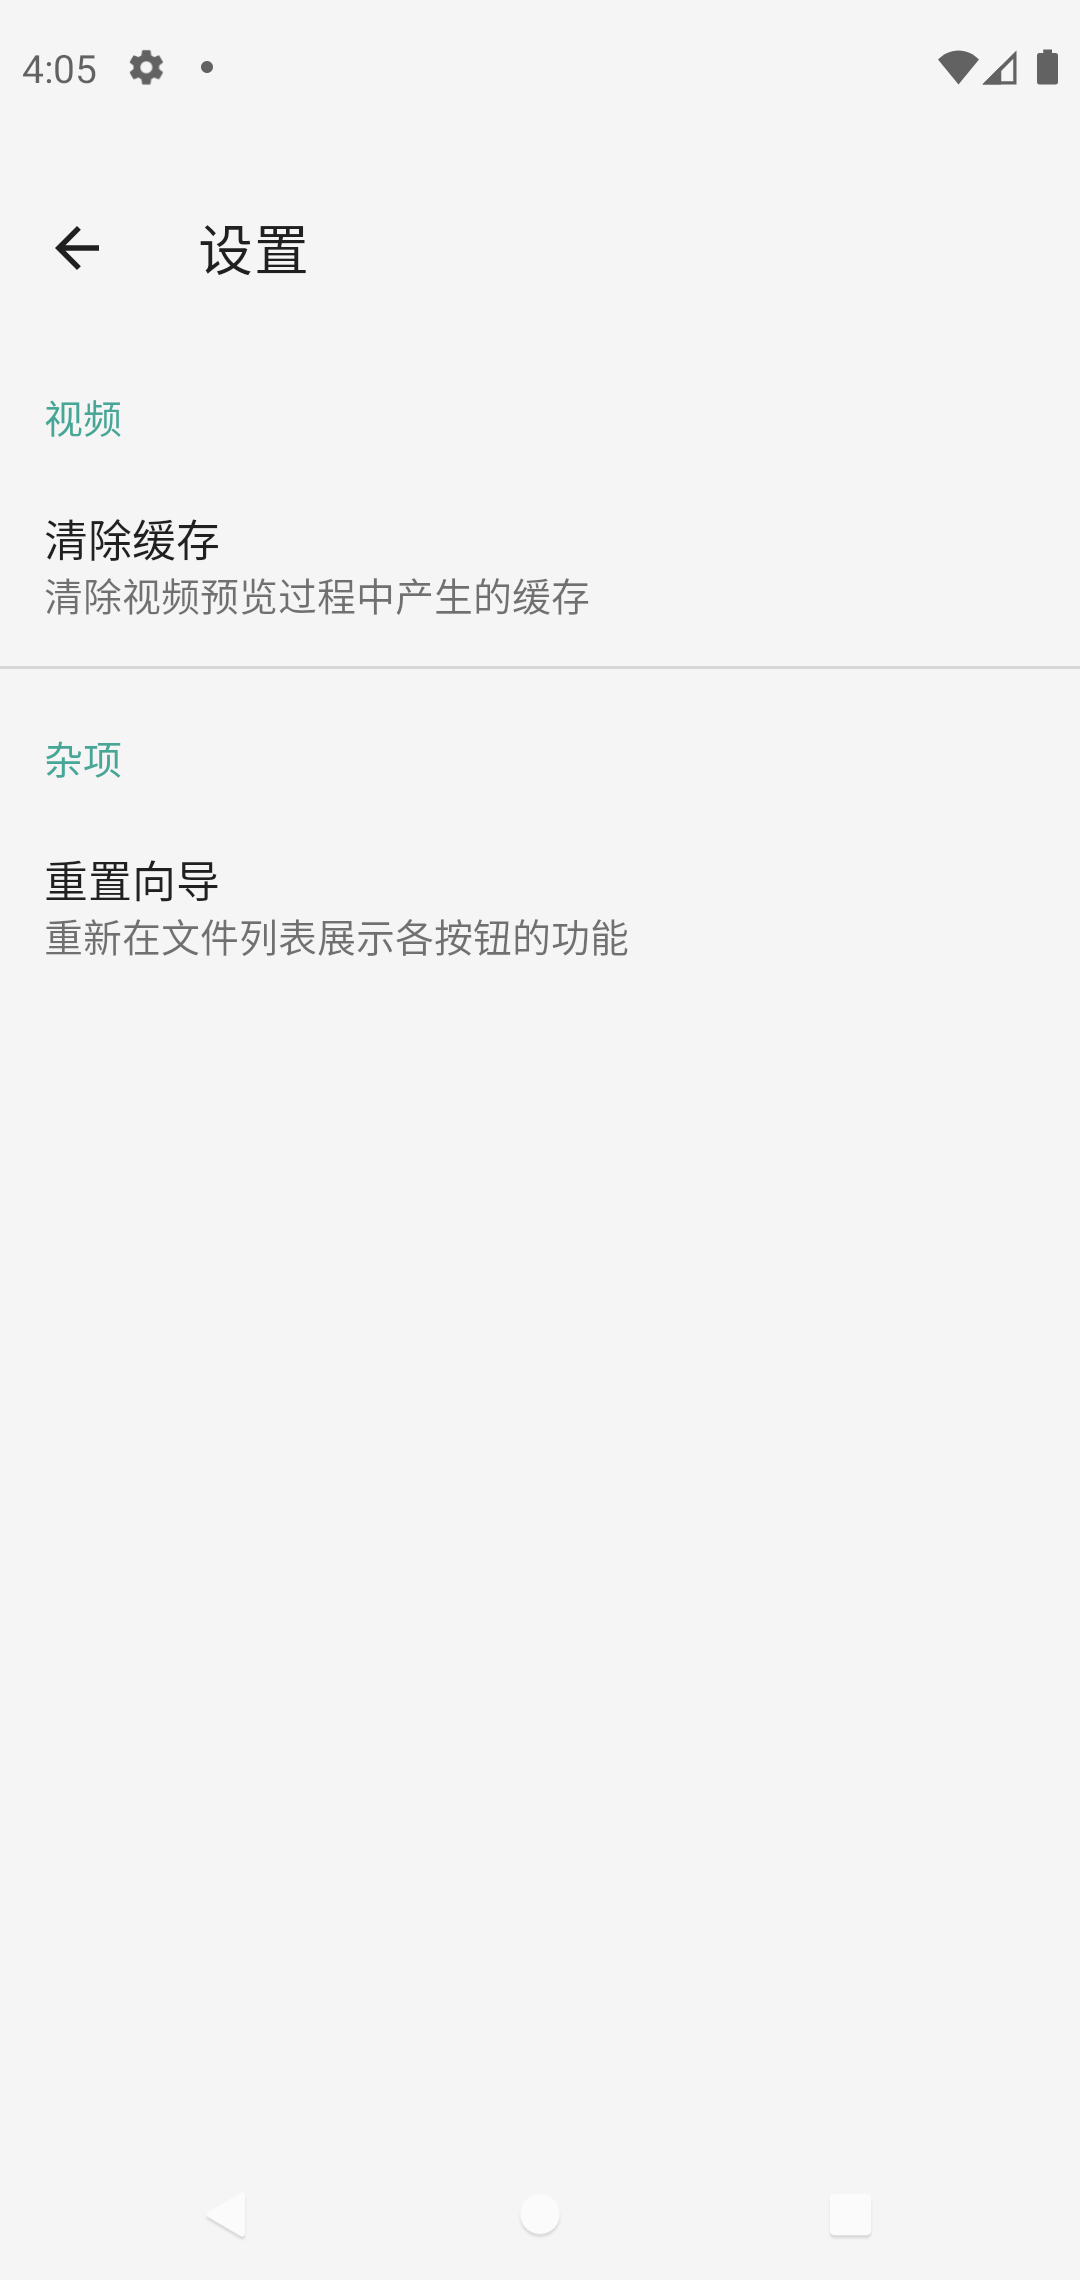 4:05
设置
视频
清除缓存
清除视频预览过程中产生的缓存
杂项
重置向导
重新在文件列表展示各按钮的功能